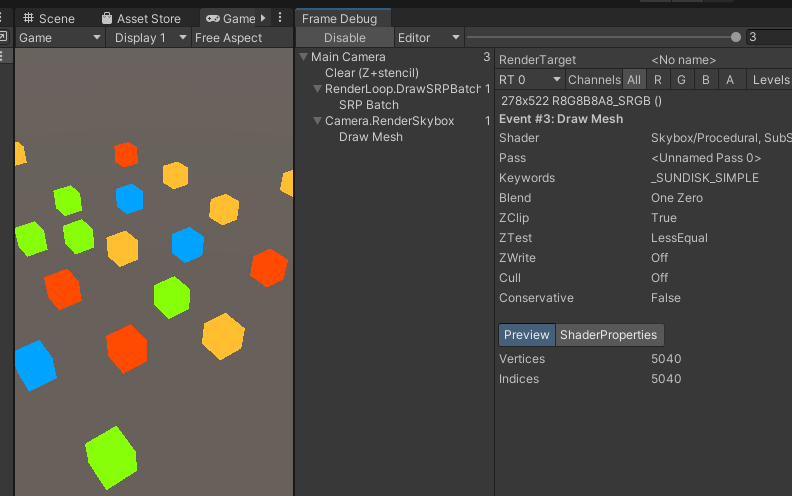 Scene Asset Store Game
Game Display 1 Free Aspect
Frame Debug
Disable Editor 3
Main Camera 3
Clear (Z+stencil)
RenderLoop.DrawSRPBatch 1
SRP Batch
Camera.RenderSkybox 1
Draw Mesh
RenderTarget <No name>
RT 0 Channels All R G B A Levels
278x522 R8G8B8A8_SRGB ()
Event #3: Draw Mesh
Shader Skybox/Procedural, SubS
Pass <Unnamed Pass 0>
Keywords _SUNDISK_SIMPLE
Blend One Zero
ZClip True
ZTest LessEqual
ZWrite Off
Cull Off
Conservative False
Preview ShaderProperties
Vertices 5040
Indices 5040